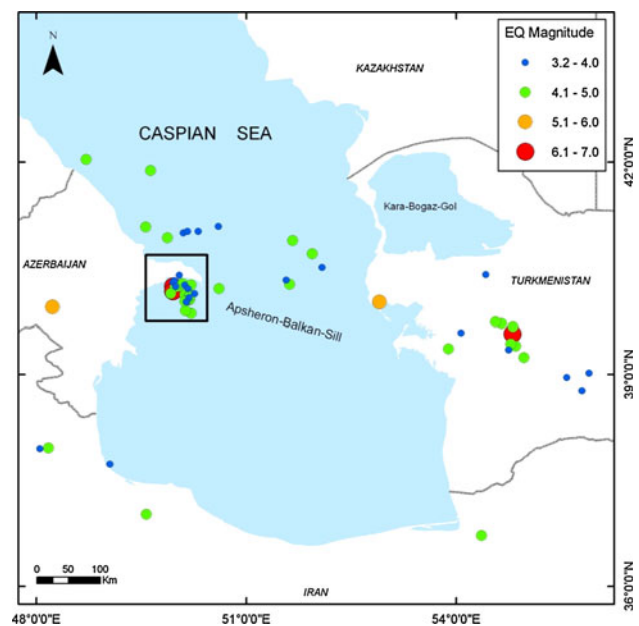 N
EQ Magnitude
3.2 - 4.0
4.1 - 5.0
5.1 - 6.0
6.1 - 7.0
KAZAKHSTAN
CASPIAN SEA
42°0'0"N
Kara-Bogaz-Gol
AZERBAIJAN
TURKMENISTAN
Apsheron-Balkan-Sill
39°0'0"N
0 50 100
Km
IRAN
36°0'0"N
48°0'0"E
51°0'0"E
54°0'0"E